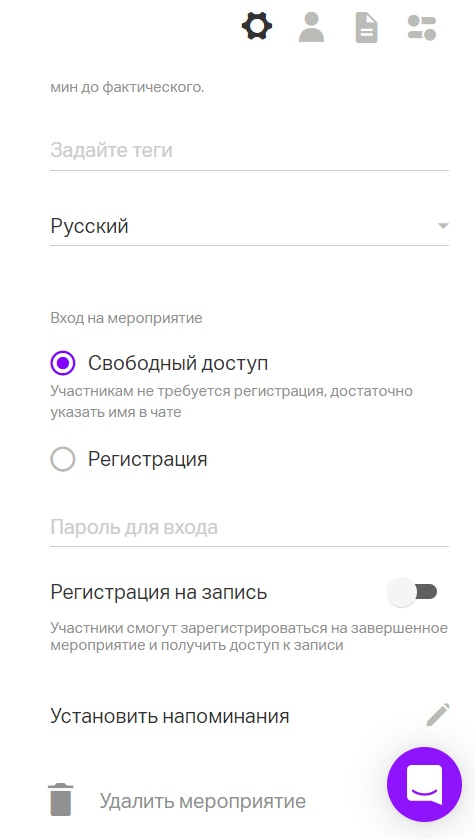 мин до фактического.
Задайте теги
Русский
Вход на мероприятие
Свободный доступ
Участникам не требуется регистрация, достаточно
указать имя в чате
Регистрация
Пароль для входа
Регистрация на запись
Участники смогут зарегистрироваться на завершенное
мероприятие и получить доступ к записи
Установить напоминания
Удалить мероприятие